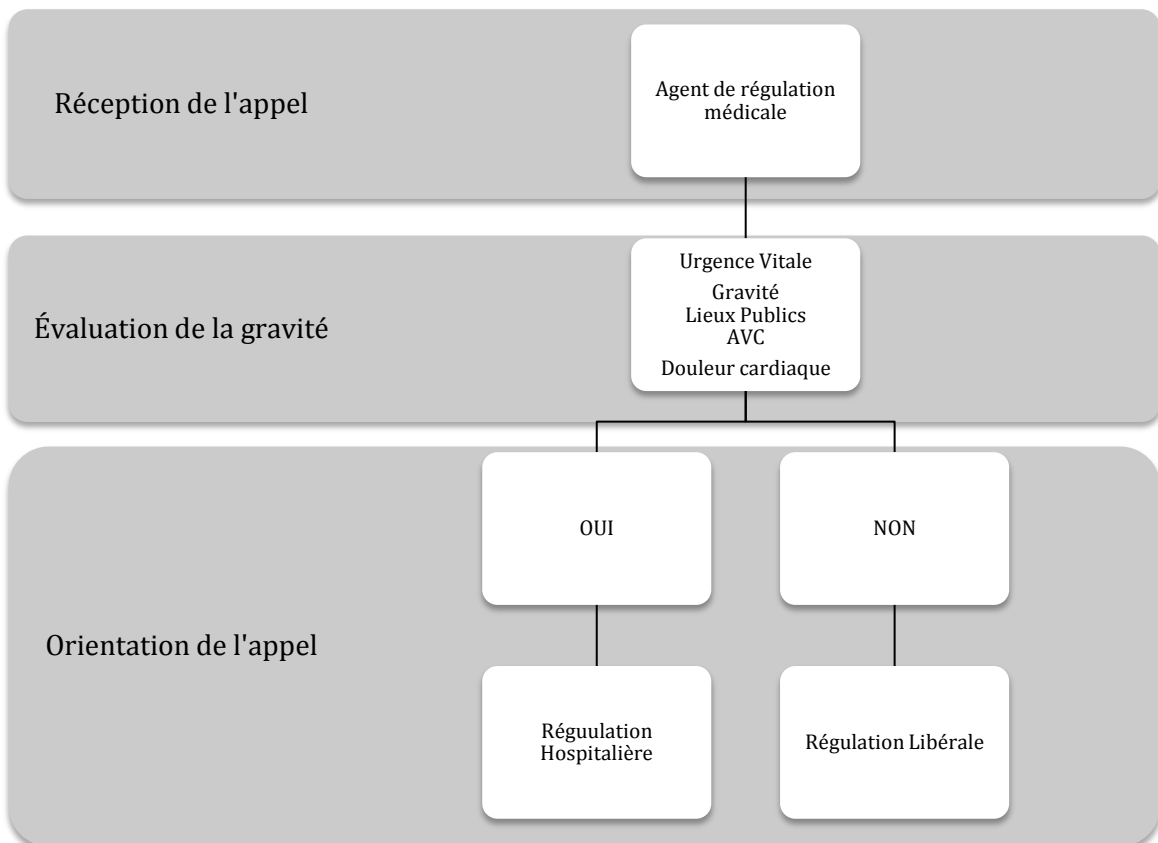 Réception de l'appel
Agent de régulation
médicale
Évaluation de la gravité
Urgence Vitale
Gravité
Lieux Publics
AVC
Douleur cardiaque
Orientation de l'appel
OUI
NON
Réguulation
Hospitalière
Régulation Libérale